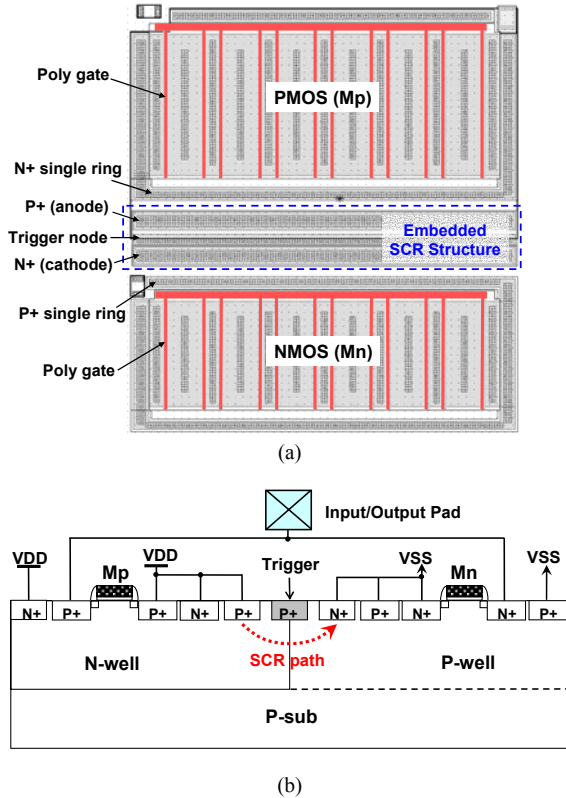 Poly gate
PMOS (Mp)
N+ single ring
P+ (anode)
Trigger node
N+ (cathode)
Embedded
SCR Structure
P+ single ring
Poly gate
NMOS (Mn)
(a)
Input/Output Pad
VDD
Mp
VDD
Trigger
VSS
Mn
VSS
N+ P+ P+ N+ P+ P+ N+ P+ N+ N+ P+
SCR path
N-well
P-well
P-sub
(b)